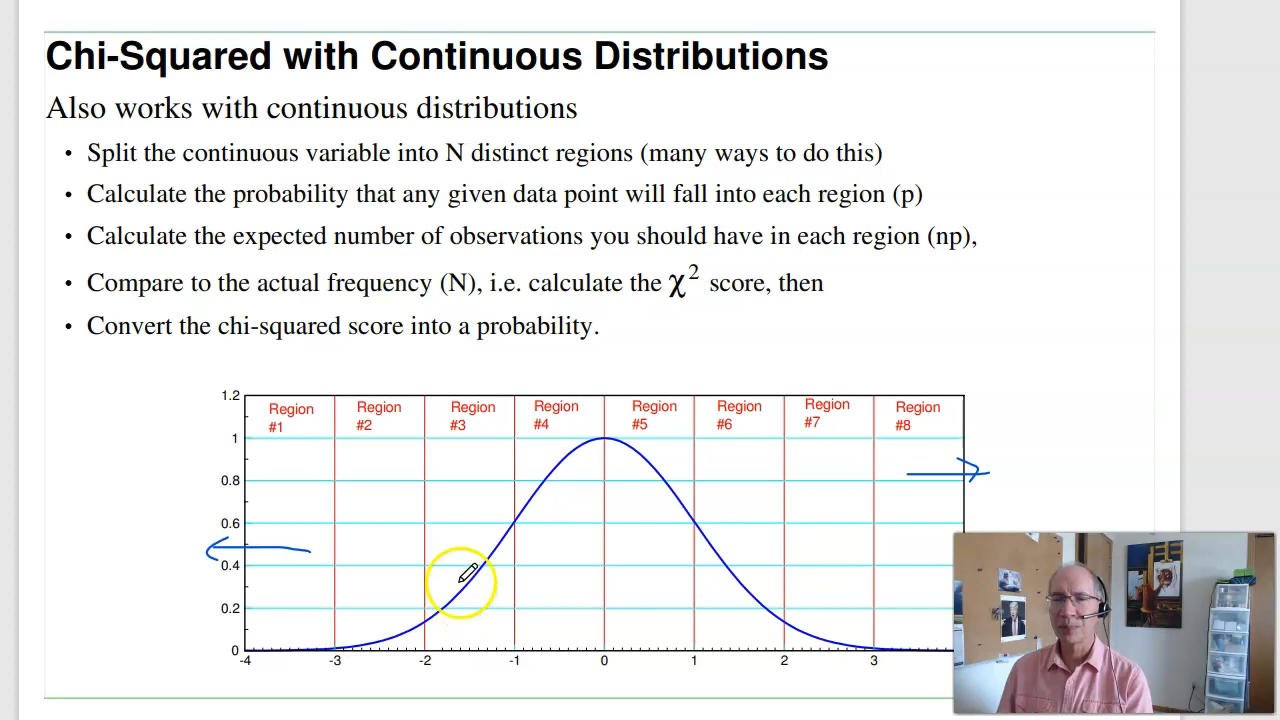 Chi-Squared with Continuous Distributions
Also works with continuous distributions
• Split the continuous variable into N distinct regions (many ways to do this)
• Calculate the probability that any given data point will fall into each region (p)
• Calculate the expected number of observations you should have in each region (np),
• Compare to the actual frequency (N), i.e. calculate the χ² score, then
• Convert the chi-squared score into a probability.
1.2
Region #1
Region #2
Region #3
Region #4
Region #5
Region #6
Region #7
Region #8
1
0.8
0.6
0.4
0.2
0
-4 -3 -2 -1 0 1 2 3